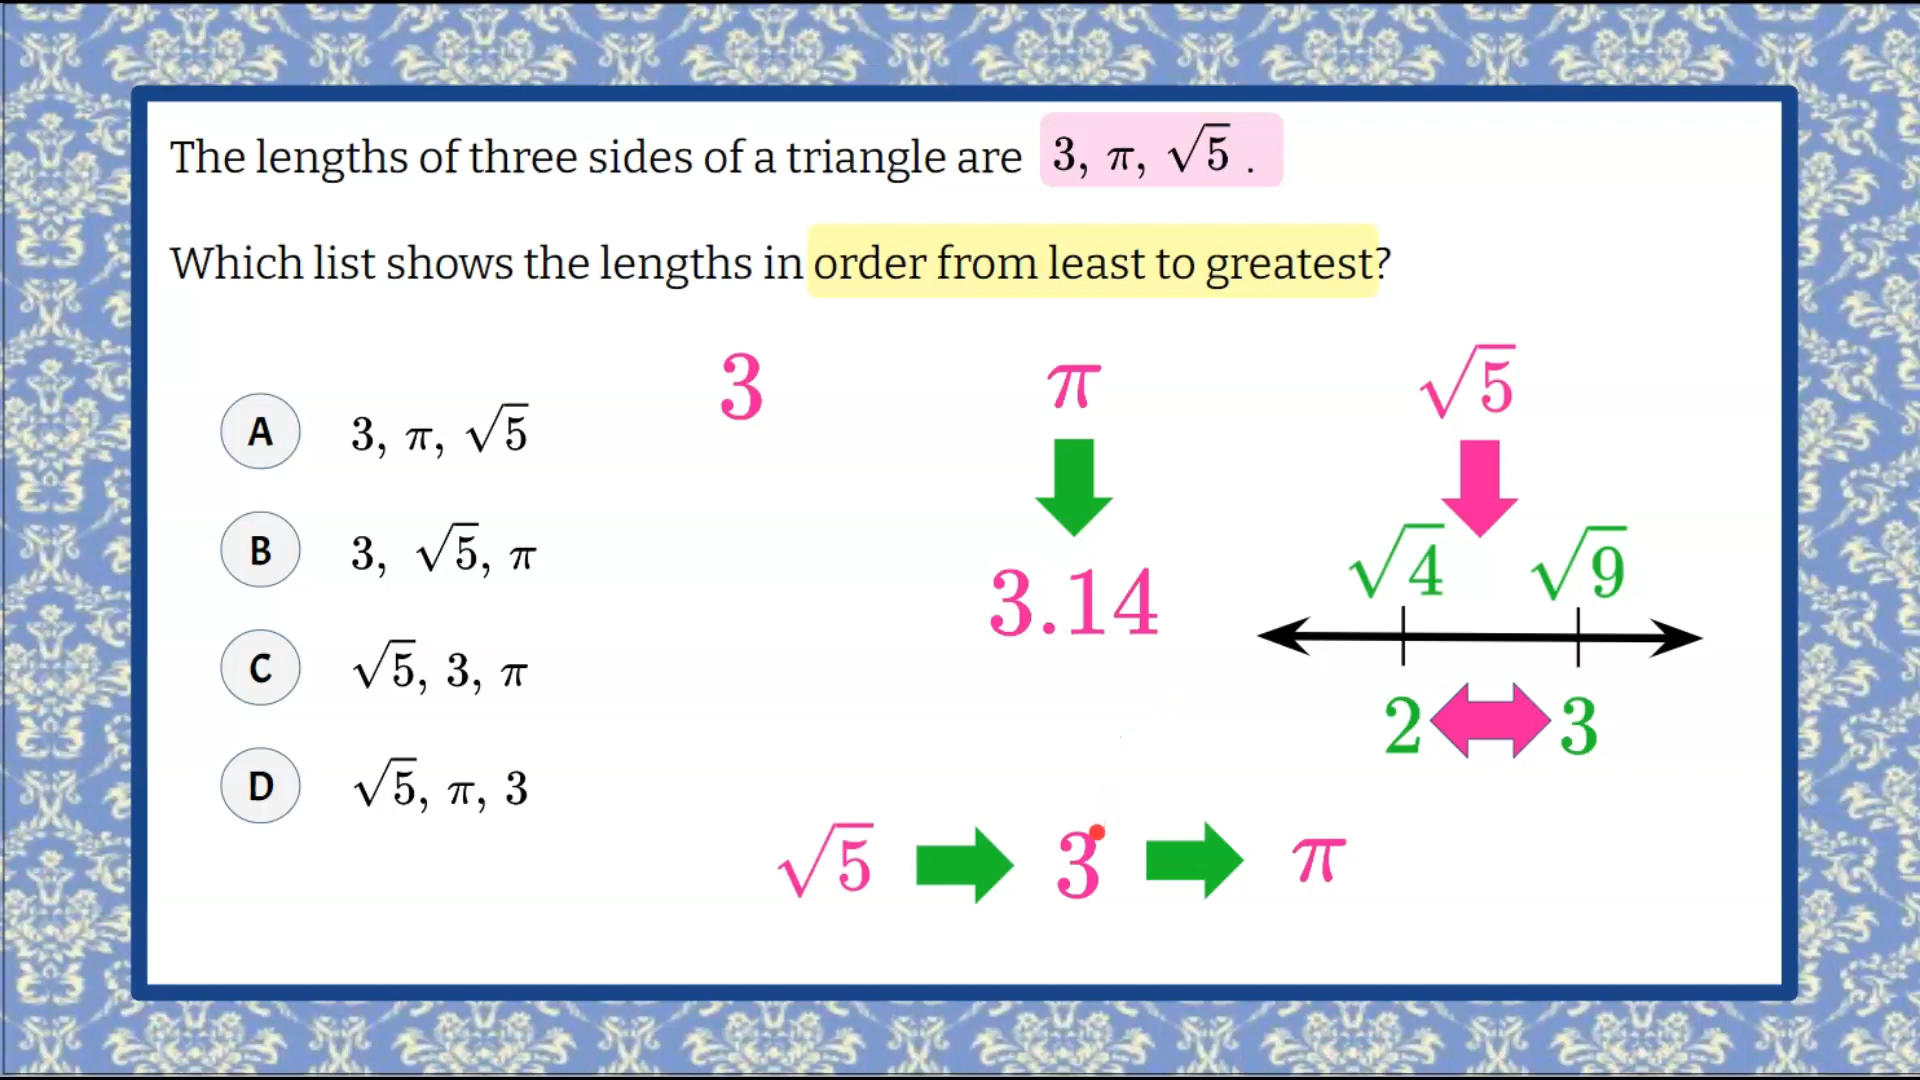 The lengths of three sides of a triangle are 3, π, √5 .
Which list shows the lengths in order from least to greatest?
A 3, π, √5
B 3, √5, π
C √5, 3, π
D √5, π, 3
3 π √5
3.14
√4 √9
2 3
√5 3 π